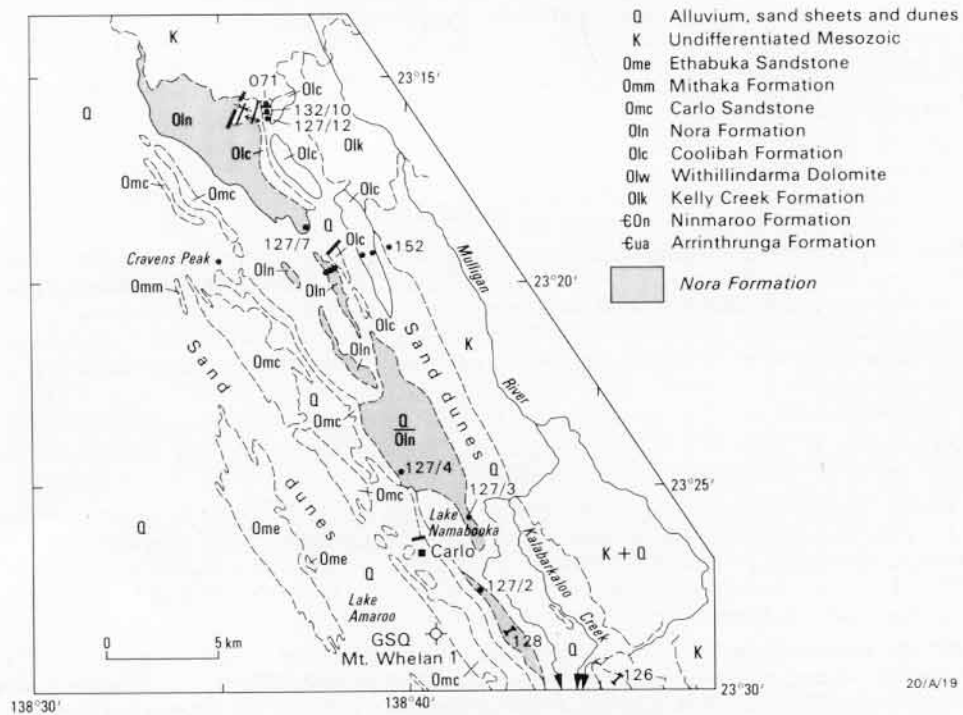 Q Alluvium, sand sheets and dunes
K Undifferentiated Mesozoic
Ome Ethabuka Sandstone
Omm Mithaka Formation
Omc Carlo Sandstone
Oln Nora Formation
Olc Coolibah Formation
Olw Withillindarma Dolomite
Olk Kelly Creek Formation
-ЄOn Ninmaroo Formation
-Єua Arrinthrunga Formation
Nora Formation
K
23°15'
071
Olc
132/10
127/12
Q
Oln
Olc
Olc
Olk
Omc
Omc
Olc
Q
127/7
Olc
152
Mulligan
Cravens Peak
Oln
Oln
23°20'
Omm
Olc
Sand dunes
K
Omc
Oln
River
Sand dunes
Q
Omc
Q
Oln
127/4
Q
127/3
23°25'
Omc
Lake
Namabooka
Q
Ome
Ome
Carlo
Kalabarkaloo Creek
K + Q
Q
127/2
Lake
Amaroo
0 5 km
GSQ
Mt. Whelan 1
128
Q
K
126
Omc
23°30'
138°30'
138°40'
20/A/19